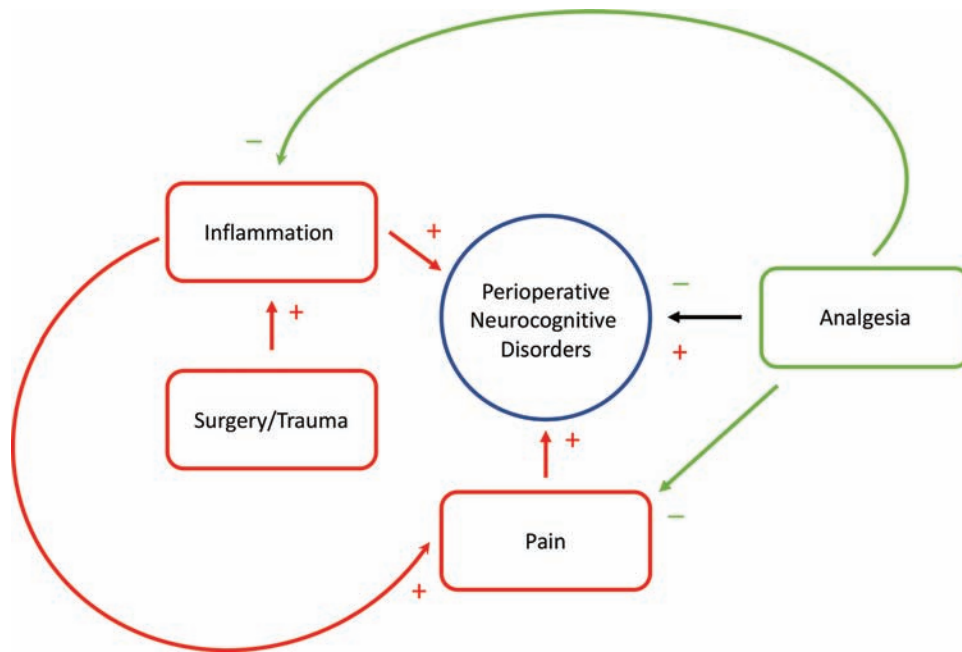 −
Inflammation
+
Perioperative
Neurocognitive
Disorders
−
+
Analgesia
+
Surgery/Trauma
+
−
Pain
+